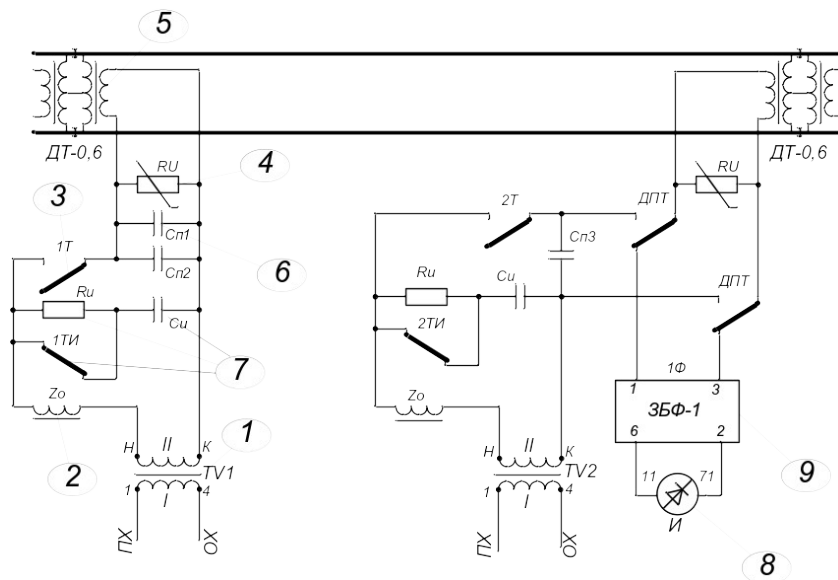 5
ДТ-0,6
ДТ-0,6
RU
4
RU
3
2Т
ДПТ
1Т
Сп1
6
Сп2
Сп3
Ru
Си
Ru
Си
ДПТ
1ТИ
7
2ТИ
1Ф
Zo
Zo
1
3
ЗБФ-1
6
2
2
Н
II
К
1
TV1
Н
II
К
TV2
9
1
I
4
1
I
4
11
71
И
8
ПХ
ОХ
ПХ
ОХ